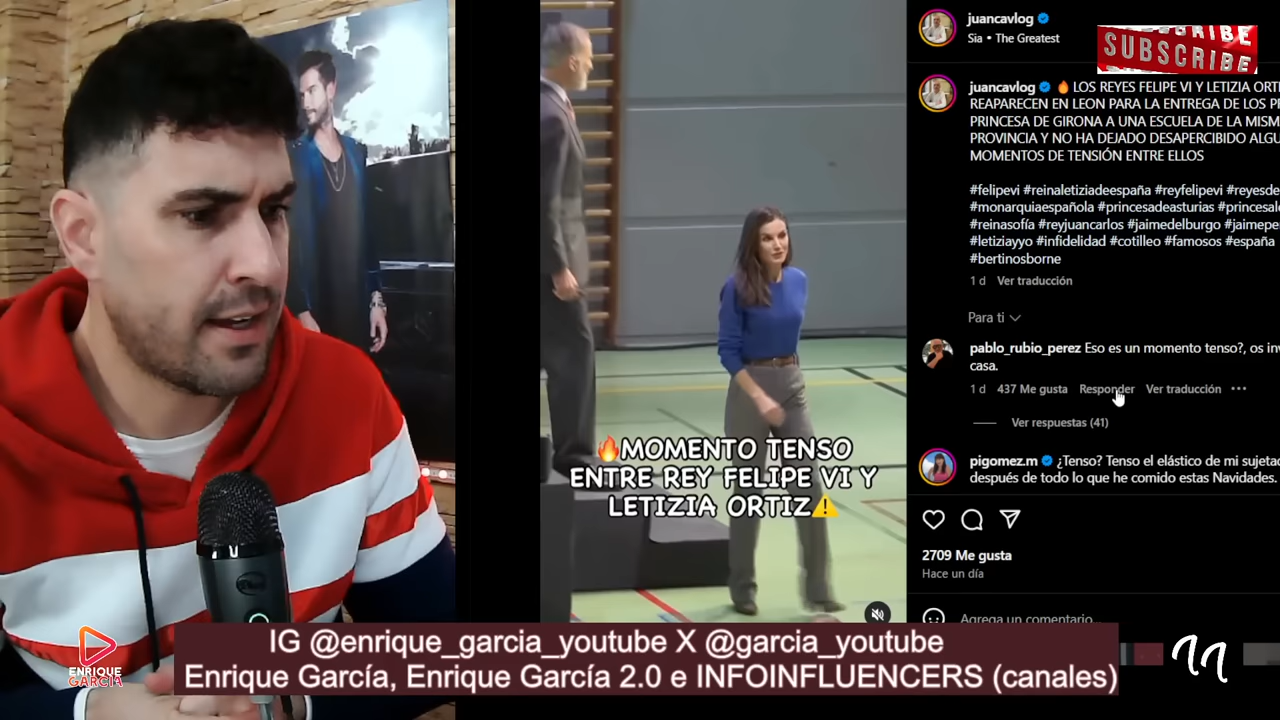 juancavlog
Sia • The Greatest
SUBSCRIBE
SUBSCRIBE
juancavlog 🔥 LOS REYES FELIPE VI Y LETIZIA ORTI
REAPARECEN EN LEON PARA LA ENTREGA DE LOS P
PRINCESA DE GIRONA A UNA ESCUELA DE LA MISM
PROVINCIA Y NO HA DEJADO DESAPERCIBIDO ALGU
MOMENTOS DE TENSIÓN ENTRE ELLOS
#felipevi #reinaletiziadeespaña #reyfelipevi #reyesde
#monarquiaespañola #princesadeasturias #princesale
#reinasofía #reyjuancarlos #jaimedelburgo #jaimepe
#letiziayyo #infidelidad #cotilleo #famosos #españa
#bertinosborne
1 d Ver traducción
Para ti
pablo_rubio_perez Eso es un momento tenso?, os inv
casa.
1 d 437 Me gusta Responder Ver traducción
Ver respuestas (41)
pigomez.m ¿Tenso? Tenso el elástico de mi sujeta
después de todo lo que he comido estas Navidades.
2709 Me gusta
Hace un día
Agrega un comentario...
🔥MOMENTO TENSO
ENTRE REY FELIPE VI Y
LETIZIA ORTIZ⚠️
ENRIQUE
GARCÍA
IG @enrique_garcia_youtube X @garcia_youtube
Enrique García, Enrique García 2.0 e INFOINFLUENCERS (canales)